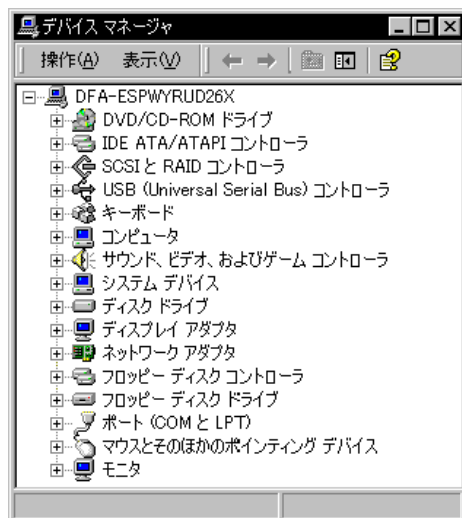 デバイス マネージャ
操作(A) 表示(V)
DFA-ESPWYRUD26X
DVD/CD-ROM ドライブ
IDE ATA/ATAPI コントローラ
SCSI と RAID コントローラ
USB (Universal Serial Bus) コントローラ
キーボード
コンピュータ
サウンド、ビデオ、およびゲーム コントローラ
システム デバイス
ディスク ドライブ
ディスプレイ アダプタ
ネットワーク アダプタ
フロッピー ディスク コントローラ
フロッピー ディスク ドライブ
ポート (COM と LPT)
マウスとそのほかのポインティング デバイス
モニタ